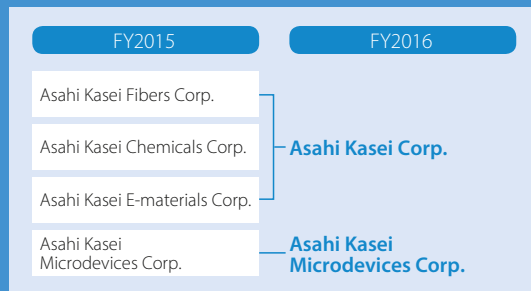 FY2015
FY2016
Asahi Kasei Fibers Corp.
Asahi Kasei Chemicals Corp.
Asahi Kasei Corp.
Asahi Kasei E-materials Corp.
Asahi Kasei
Microdevices Corp.
Asahi Kasei
Microdevices Corp.